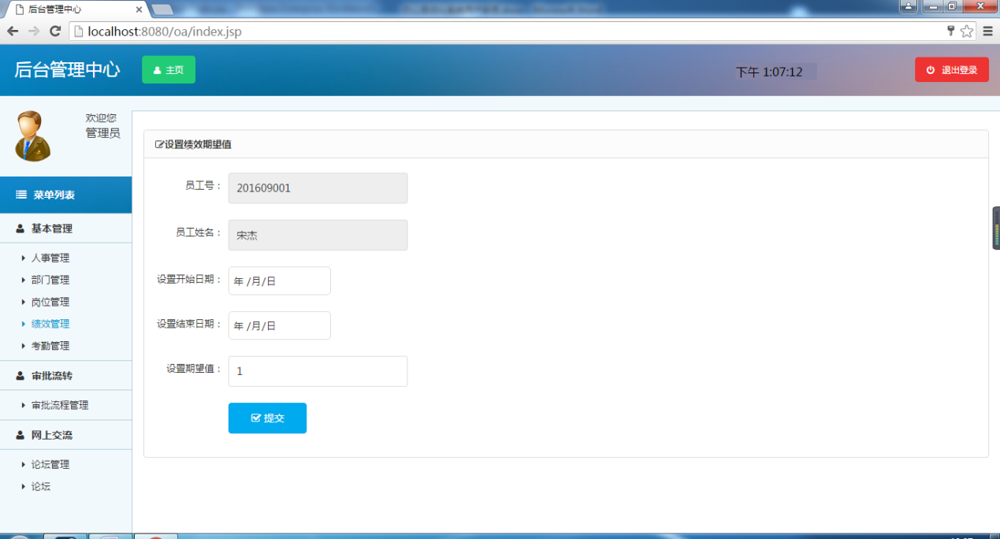 后台管理中心
localhost:8080/oa/index.jsp
后台管理中心
主页
下午 1:07:12
退出登录
欢迎您
管理员
菜单列表
基本管理
人事管理
部门管理
岗位管理
绩效管理
考勤管理
审批流转
审批流程管理
网上交流
论坛管理
论坛
设置绩效期望值
员工号： 201609001
员工姓名： 宋杰
设置开始日期： 年 /月/日
设置结束日期： 年 /月/日
设置期望值： 1
提交